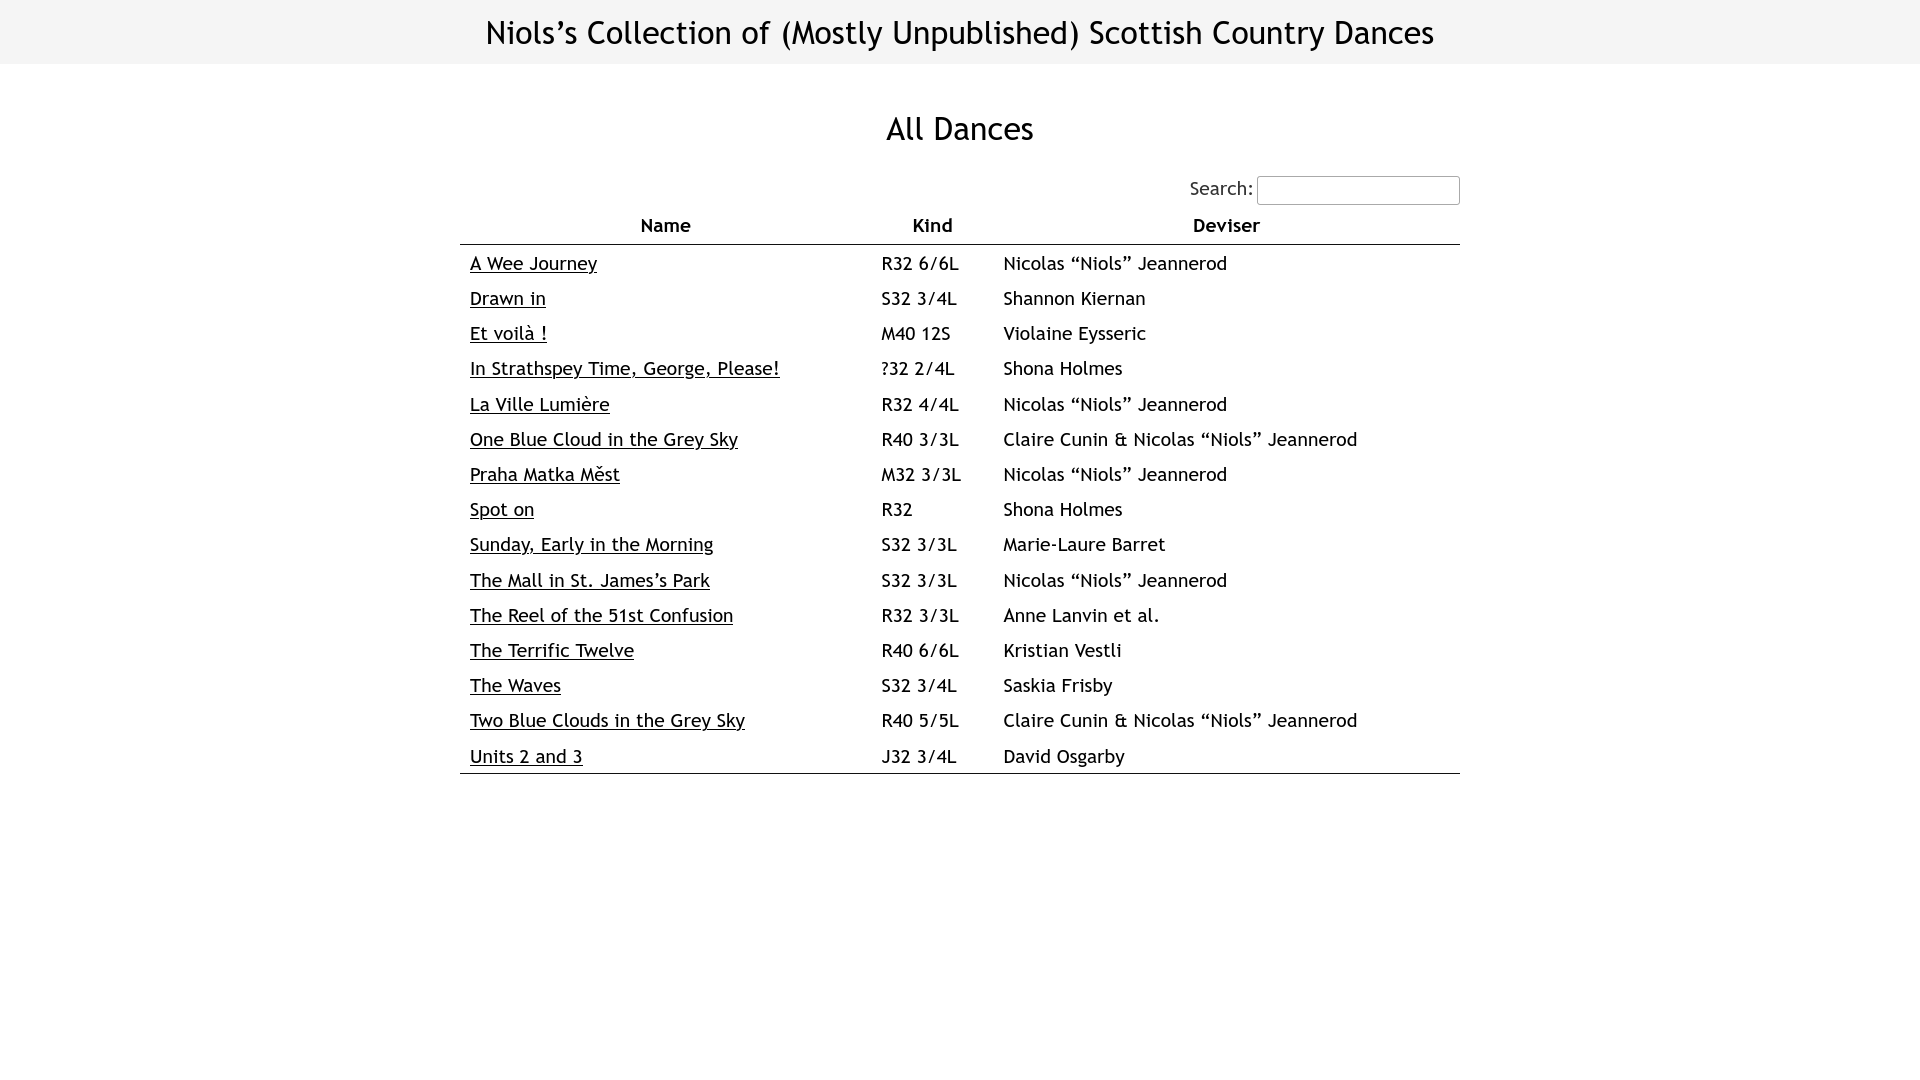 Niols’s Collection of (Mostly Unpublished) Scottish Country Dances
All Dances
Search:
Name Kind Deviser
A Wee Journey R32 6/6L Nicolas “Niols” Jeannerod
Drawn in S32 3/4L Shannon Kiernan
Et voilà ! M40 12S Violaine Eysseric
In Strathspey Time, George, Please! ?32 2/4L Shona Holmes
La Ville Lumière R32 4/4L Nicolas “Niols” Jeannerod
One Blue Cloud in the Grey Sky R40 3/3L Claire Cunin & Nicolas “Niols” Jeannerod
Praha Matka Měst M32 3/3L Nicolas “Niols” Jeannerod
Spot on R32 Shona Holmes
Sunday, Early in the Morning S32 3/3L Marie-Laure Barret
The Mall in St. James’s Park S32 3/3L Nicolas “Niols” Jeannerod
The Reel of the 51st Confusion R32 3/3L Anne Lanvin et al.
The Terrific Twelve R40 6/6L Kristian Vestli
The Waves S32 3/4L Saskia Frisby
Two Blue Clouds in the Grey Sky R40 5/5L Claire Cunin & Nicolas “Niols” Jeannerod
Units 2 and 3 J32 3/4L David Osgarby